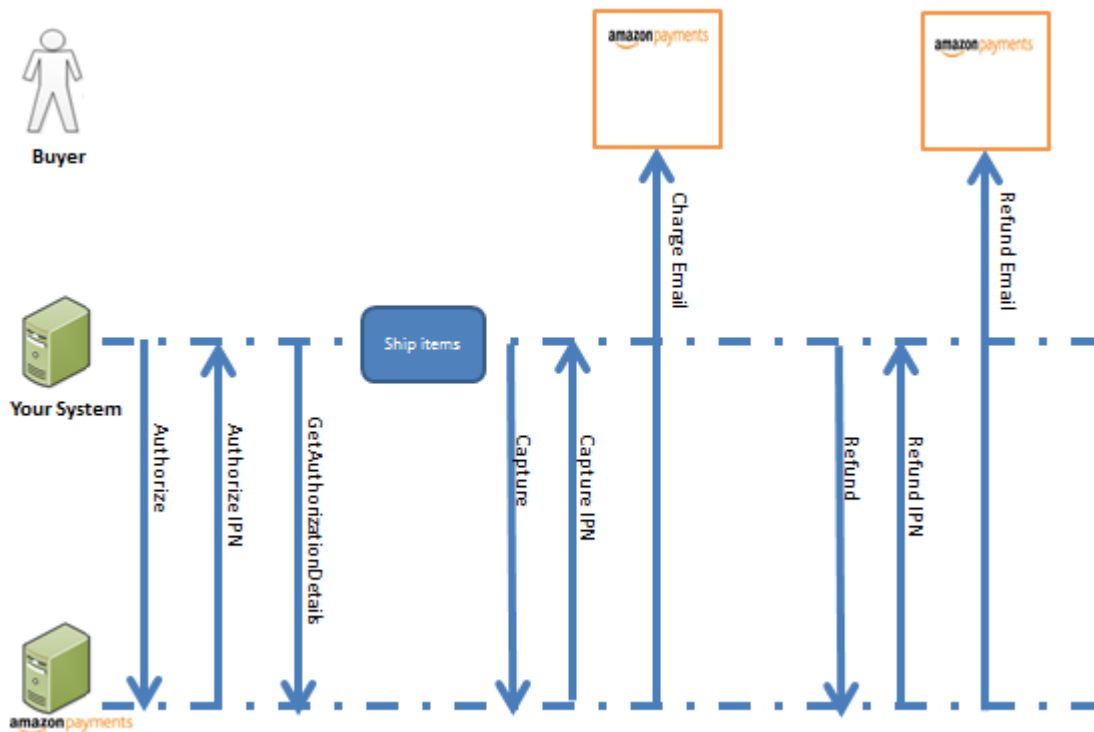 amazonpayments
amazonpayments
Buyer
Charge Email
Refund Email
Ship items
Your System
Authorize
Authorize IPN
GetAuthorizationDetails
Capture
Capture IPN
Refund
Refund IPN
amazonpayments